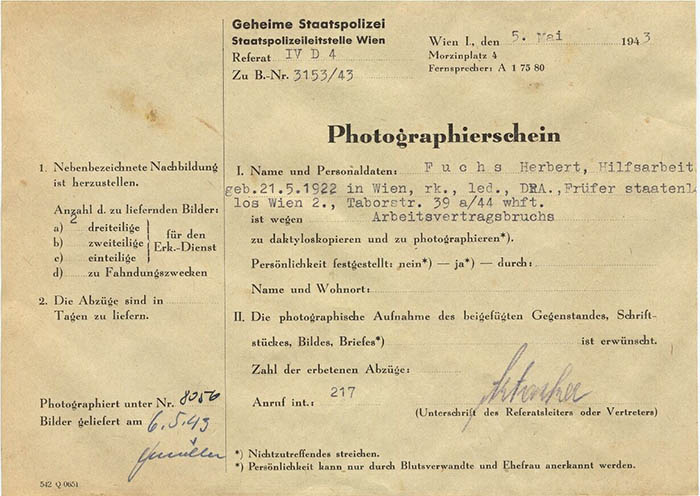 Geheime Staatspolizei
Staatspolizeileitstelle Wien
Referat IV D 4
Zu B.-Nr. 3153/43
Wien I., den 5. Mai 1943
Morzinplatz 4
Fernsprecher: A 1 75 80
Photographierschein
1. Nebenbezeichnete Nachbildung
ist herzustellen.
Anzahl d. zu liefernden Bilder:
a) 2 dreiteilige
b) zweiteilige
c) einteilige
für den
Erk.-Dienst
d) zu Fahndungszwecken
2. Die Abzüge sind in
Tagen zu liefern.
Photographiert unter Nr. 8056
Bilder geliefert am 6.5.43
I. Name und Personaldaten: Fuchs Herbert, Hilfsarbeit
geb.21.5.1922 in Wien, rk., led., DRA.,Früfer staatenl
los Wien 2., Taborstr. 39 a/44 whft.
ist wegen Arbeitsvertragsbruchs
zu daktyloskopieren und zu photographieren*).
Persönlichkeit festgestellt: nein*) — ja*) — durch:
Name und Wohnort:
II. Die photographische Aufnahme des beigefügten Gegenstandes, Schrift-
stückes, Bildes, Briefes*) ist erwünscht.
Zahl der erbetenen Abzüge:
Anruf int.: 217
(Unterschrift des Referatsleiters oder Vertreters)
*) Nichtzutreffendes streichen.
*) Persönlichkeit kann nur durch Blutsverwandte und Ehefrau anerkannt werden.
542 Q-0651